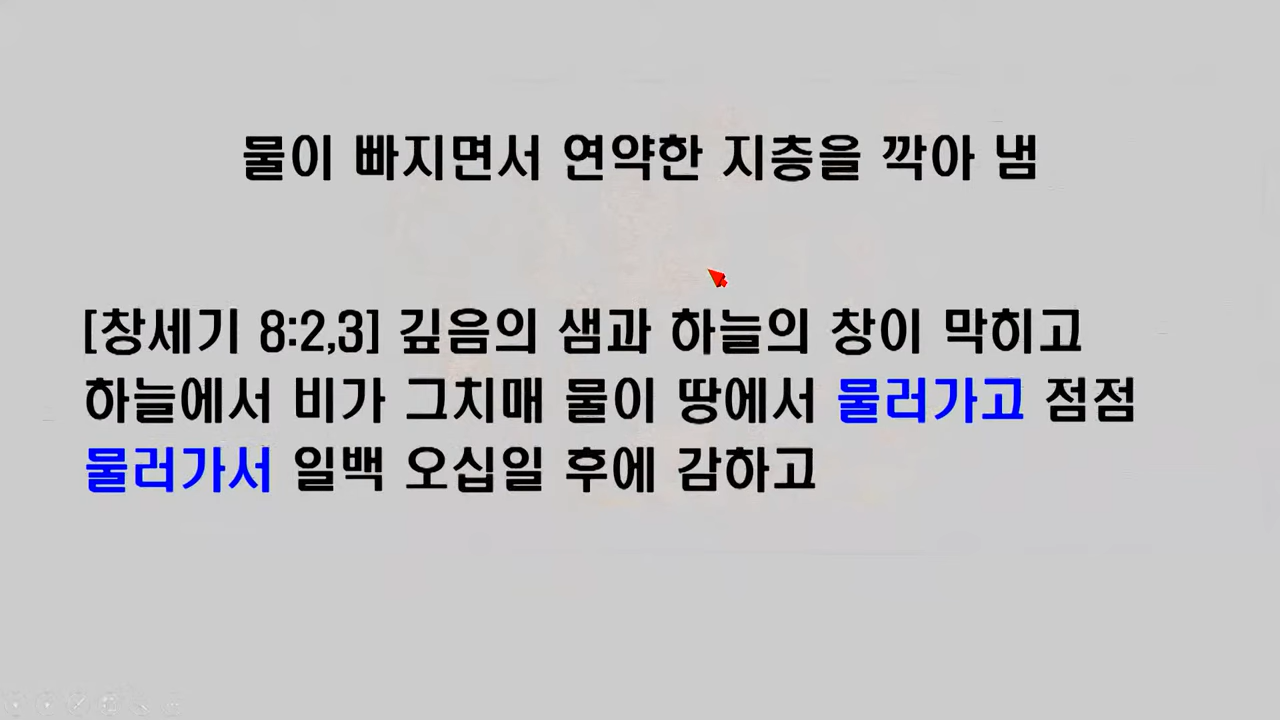 물이 빠지면서 연약한 지층을 깍아 냄
[창세기 8:2,3] 깊음의 샘과 하늘의 창이 막히고
하늘에서 비가 그치매 물이 땅에서 물러가고 점점
물러가서 일백 오십일 후에 감하고